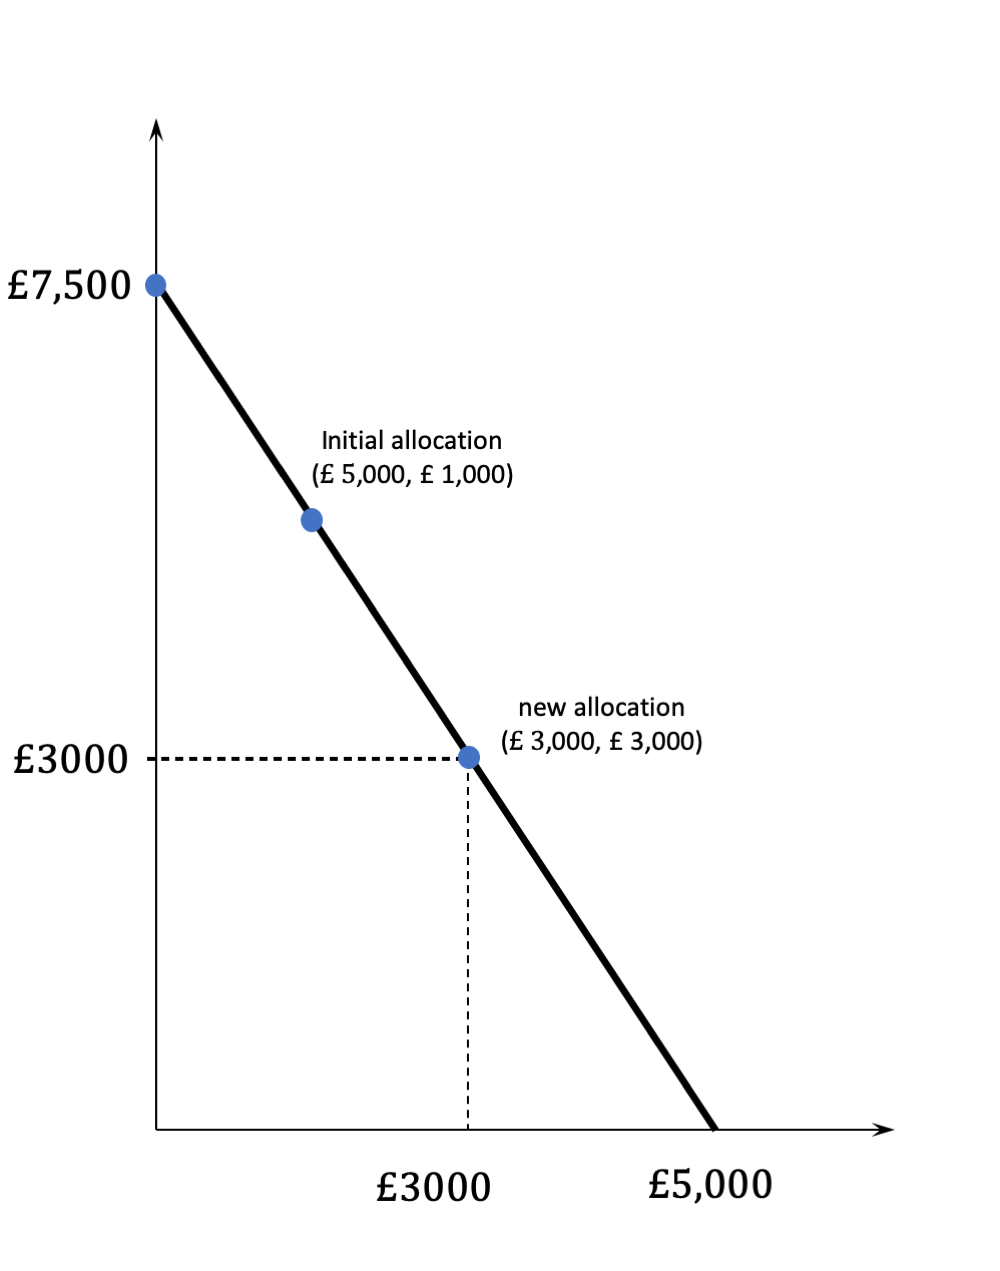 £7,500
Initial allocation
(£ 5,000, £ 1,000)
new allocation
(£ 3,000, £ 3,000)
£3000
£3000
£5,000